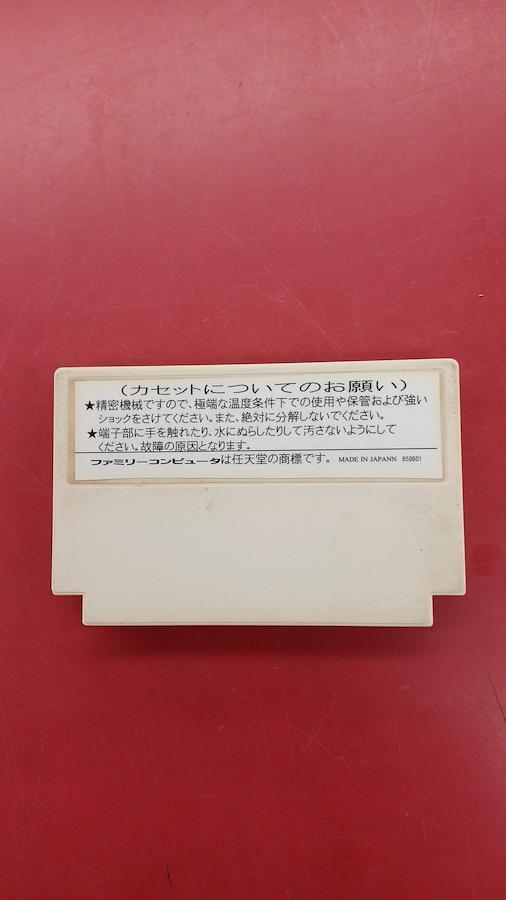 (カセットについてのお願い)
★精密機械ですので、極端な温度条件下での使用や保管および強い
ショックをさけてください。また、絶対に分解しないでください。
★端子部に手を触れたり、水にぬらしたりして汚さないようにして
ください。故障の原因となります。
ファミリーコンピュータは任天堂の商標です。 MADE IN JAPANN 850601